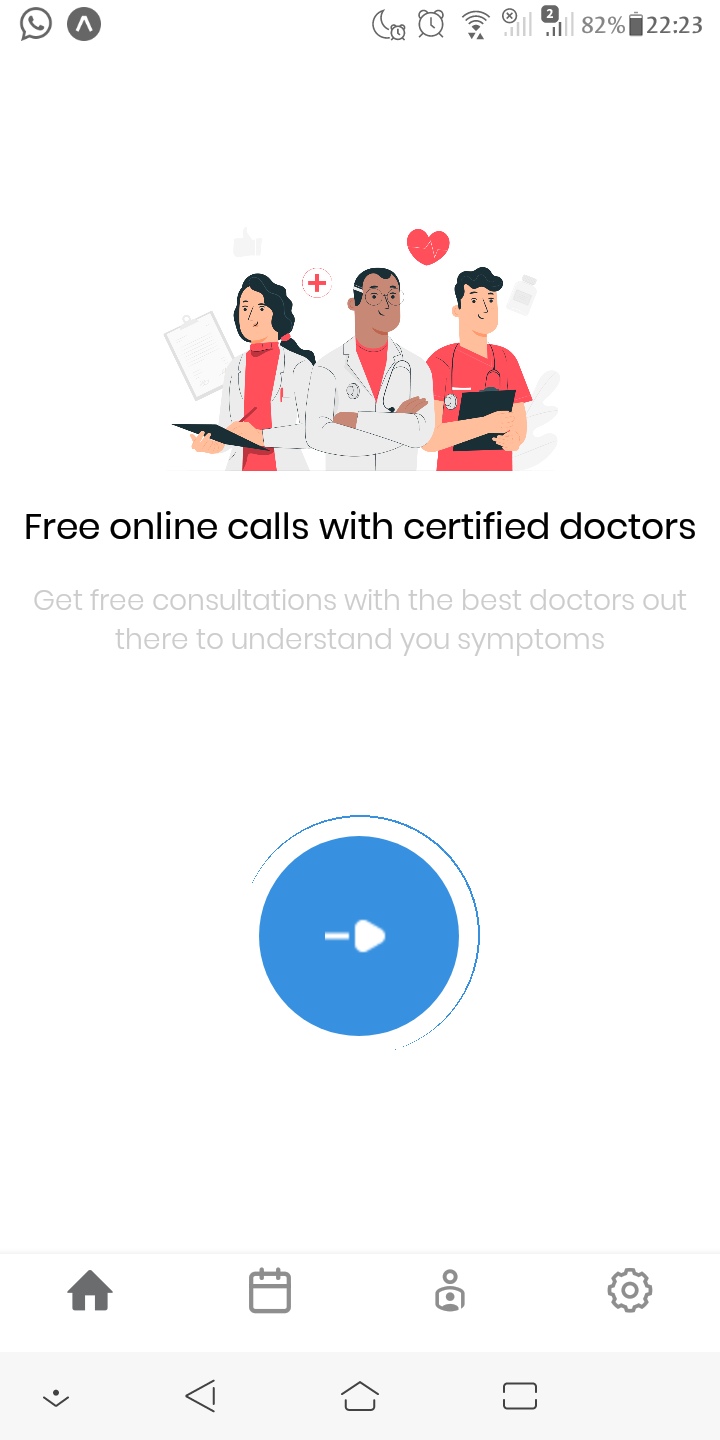 2 82% 22:23
Free online calls with certified doctors
Get free consultations with the best doctors out
there to understand you symptoms